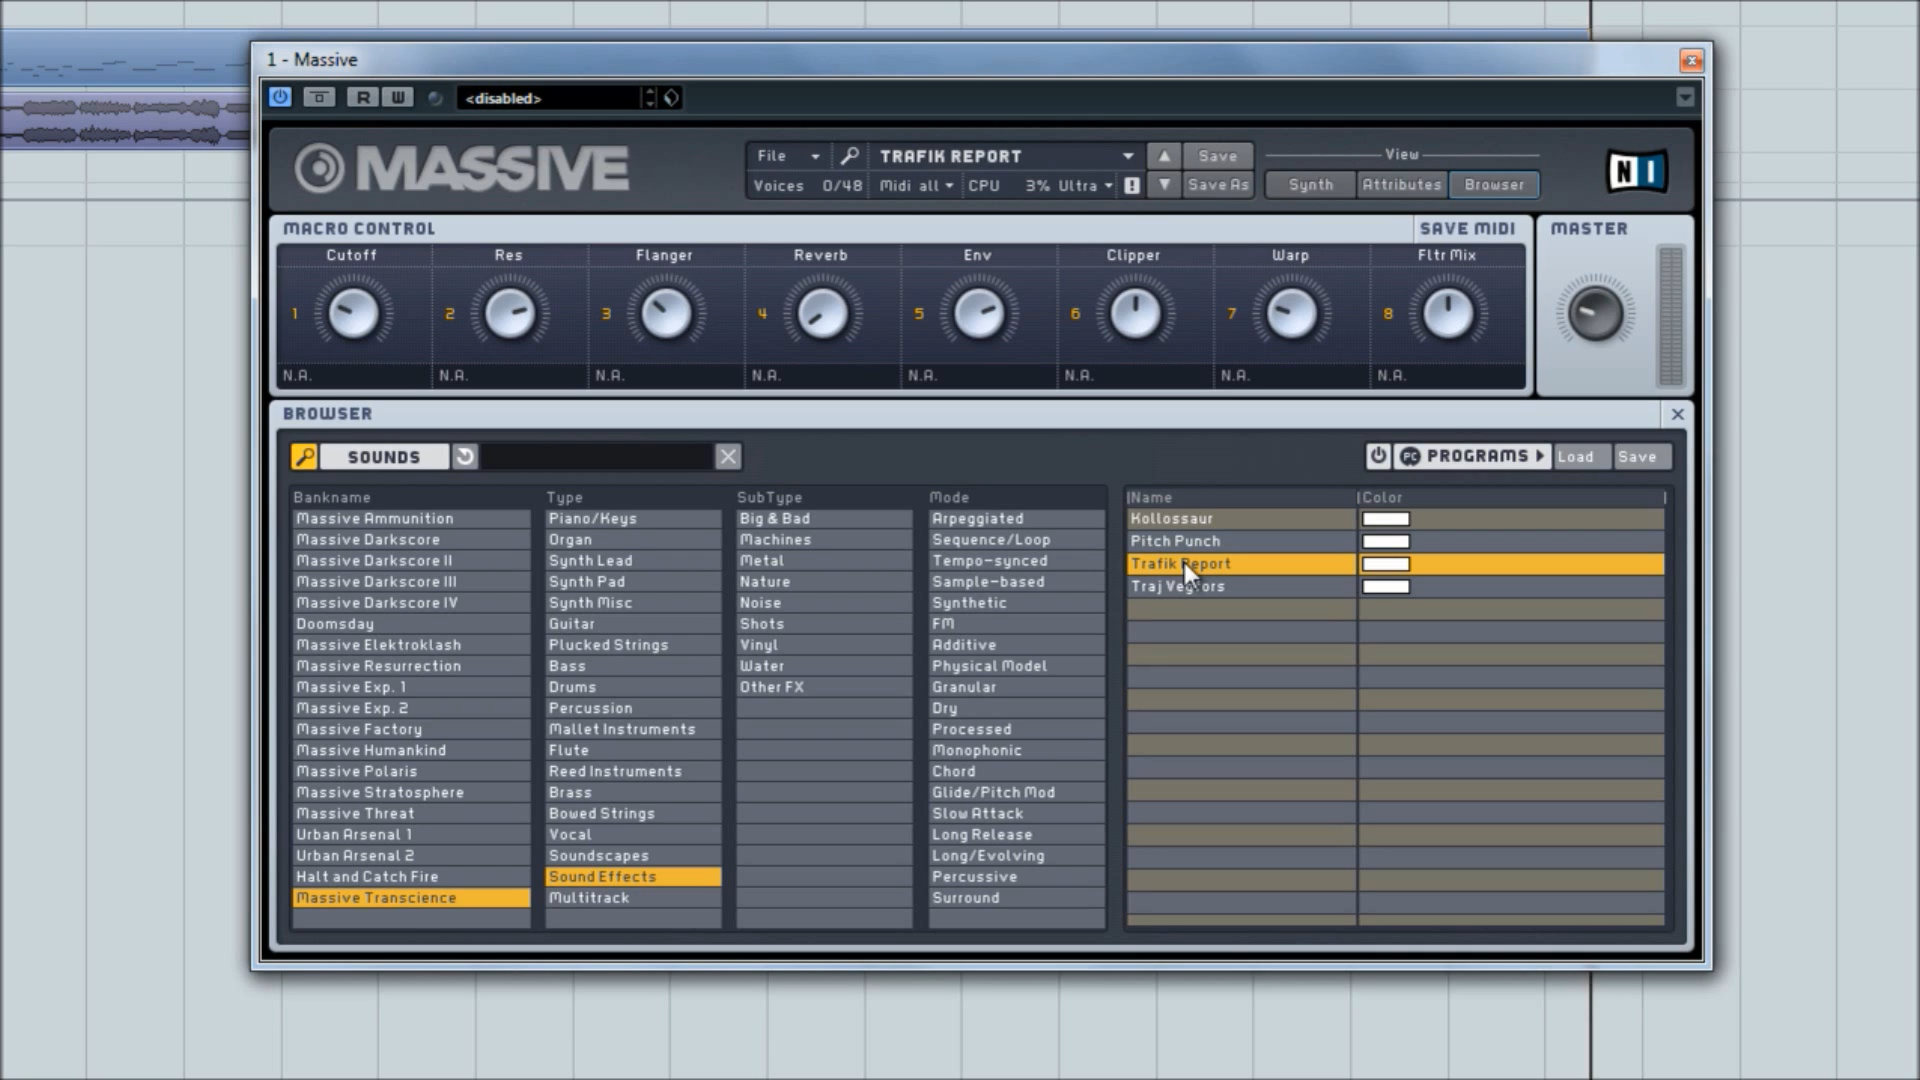 1 - Massive
R W <disabled>
MASSIVE
File TRAFIK REPORT Save
Voices 0/48 Midi all CPU 3% Ultra ! Save As
View
Synth Attributes Browser
NI
MACRO CONTROL SAVE MIDI MASTER
Cutoff Res Flanger Reverb Env Clipper Warp Fltr Mix
1 2 3 4 5 6 7 8
N.A. N.A. N.A. N.A. N.A. N.A. N.A. N.A.
BROWSER
SOUNDS PC PROGRAMS Load Save
Bankname Type SubType Mode Name Color
Massive Ammunition Piano/Keys Big & Bad Arpeggiated Kollossaur
Massive Darkscore Organ Machines Sequence/Loop Pitch Punch
Massive Darkscore II Synth Lead Metal Tempo-synced Trafik Report
Massive Darkscore III Synth Pad Nature Sample-based Traj Vectors
Massive Darkscore IV Synth Misc Noise Synthetic
Doomsday Guitar Shots FM
Massive Elektroklash Plucked Strings Vinyl Additive
Massive Resurrection Bass Water Physical Model
Massive Exp. 1 Drums Other FX Granular
Massive Exp. 2 Percussion Dry
Massive Factory Mallet Instruments Processed
Massive Humankind Flute Monophonic
Massive Polaris Reed Instruments Chord
Massive Stratosphere Brass Glide/Pitch Mod
Massive Threat Bowed Strings Slow Attack
Urban Arsenal 1 Vocal Long Release
Urban Arsenal 2 Soundscapes Long/Evolving
Halt and Catch Fire Sound Effects Percussive
Massive Transcience Multitrack Surround